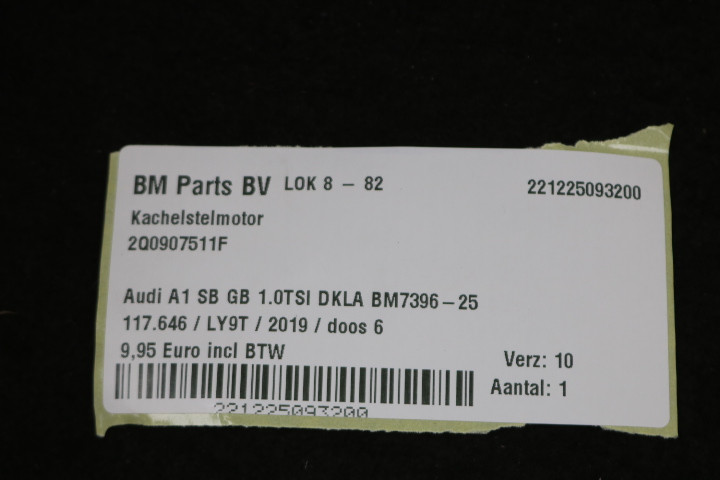 BM Parts BV LOK 8 - 82 221225093200
Kachelstelmotor
2Q0907511F
Audi A1 SB GB 1.0TSI DKLA BM7396-25
117.646 / LY9T / 2019 / doos 6
9,95 Euro incl BTW
Verz: 10
Aantal: 1
221225093200